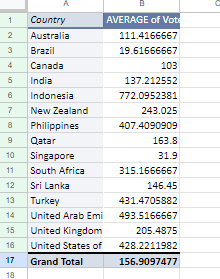 A B C
1 Country AVERAGE of Vote
2 Australia 111.4166667
3 Brazil 19.61666667
4 Canada 103
5 India 137.212552
6 Indonesia 772.0952381
7 New Zealand 243.025
8 Philippines 407.4090909
9 Qatar 163.8
10 Singapore 31.9
11 South Africa 315.1666667
12 Sri Lanka 146.45
13 Turkey 431.4705882
14 United Arab Emi 493.5166667
15 United Kingdom 205.4875
16 United States of 428.2211982
17 Grand Total 156.9097477
18